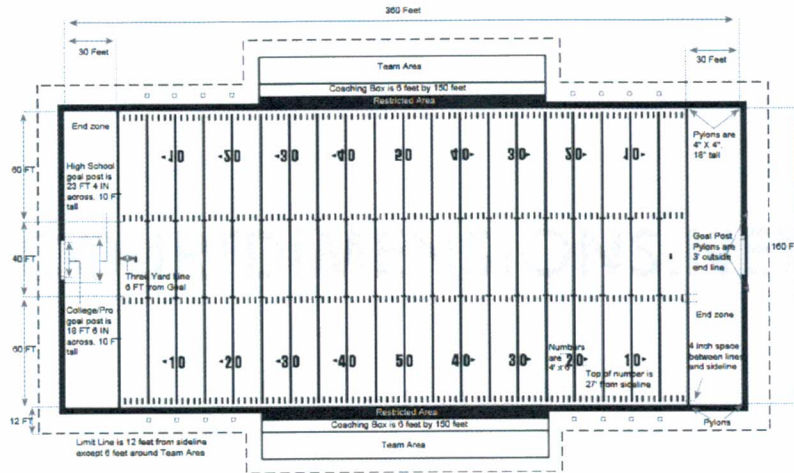 360 Feet
30 Feet
30 Feet
Team Area
Coaching Box is 6 feet by 150 feet
Restricted Area
End zone
Pylons are
4" X 4",
18" tall
-10 -20 -30 -40 50 40- 30- 20- 10-
High School
goal post is
23 FT 4 IN
across. 10 F
tall
60 FT
40 FT
Goal Post
Pylons are
3' outside
end line
160 FE
Three Yard Line
6 FT from Goal
College/Pro
goal post is
18 FT 6 IN
across. 10 F
tall
60 FT
End zone
4 inch space
between lines
and sideline
Numbers
are
4' x 6'
-10 -20 -30 -40 50 40- 30- 20- 10-
Top of number is
27' from sideline
12 FT
Restricted Area
Coaching Box is 6 feet by 150 feet
Team Area
Pylons
Limit Line is 12 feet from sideline
except 6 feet around Team Area